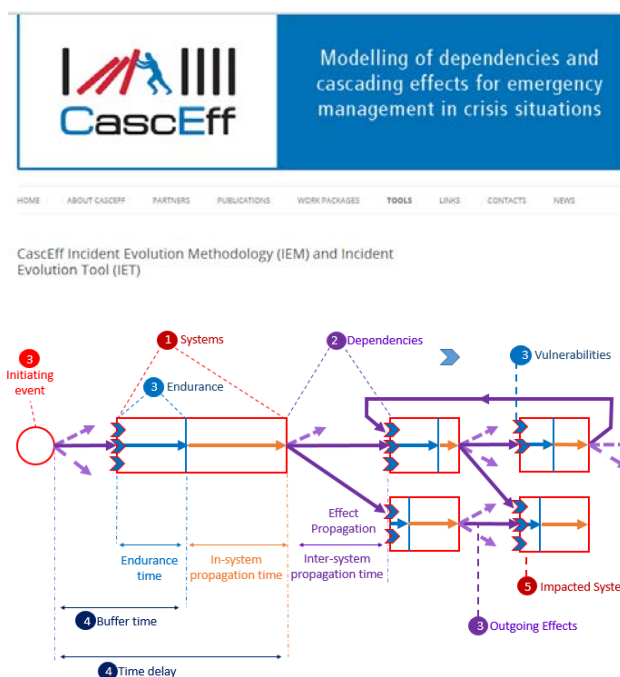 CascEff
Modelling of dependencies and
cascading effects for emergency
management in crisis situations
HOME ABOUT CASCEFF PARTNERS PUBLICATIONS WORK PACKAGES TOOLS LINKS CONTACTS NEWS
CascEff Incident Evolution Methodology (IEM) and Incident
Evolution Tool (IET)
3
Initiating
event
1 Systems
3 Endurance
2 Dependencies
3 Vulnerabilities
Endurance
time
In-system
propagation time
Effect
Propagation
Inter-system
propagation time
5 Impacted Syste
3 Outgoing Effects
4 Buffer time
4 Time delay